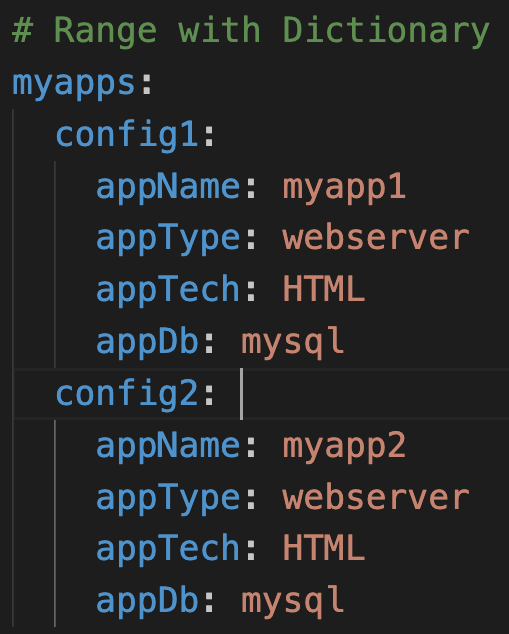 # Range with Dictionary
myapps:
  config1:
    appName: myapp1
    appType: webserver
    appTech: HTML
    appDb: mysql
  config2:
    appName: myapp2
    appType: webserver
    appTech: HTML
    appDb: mysql